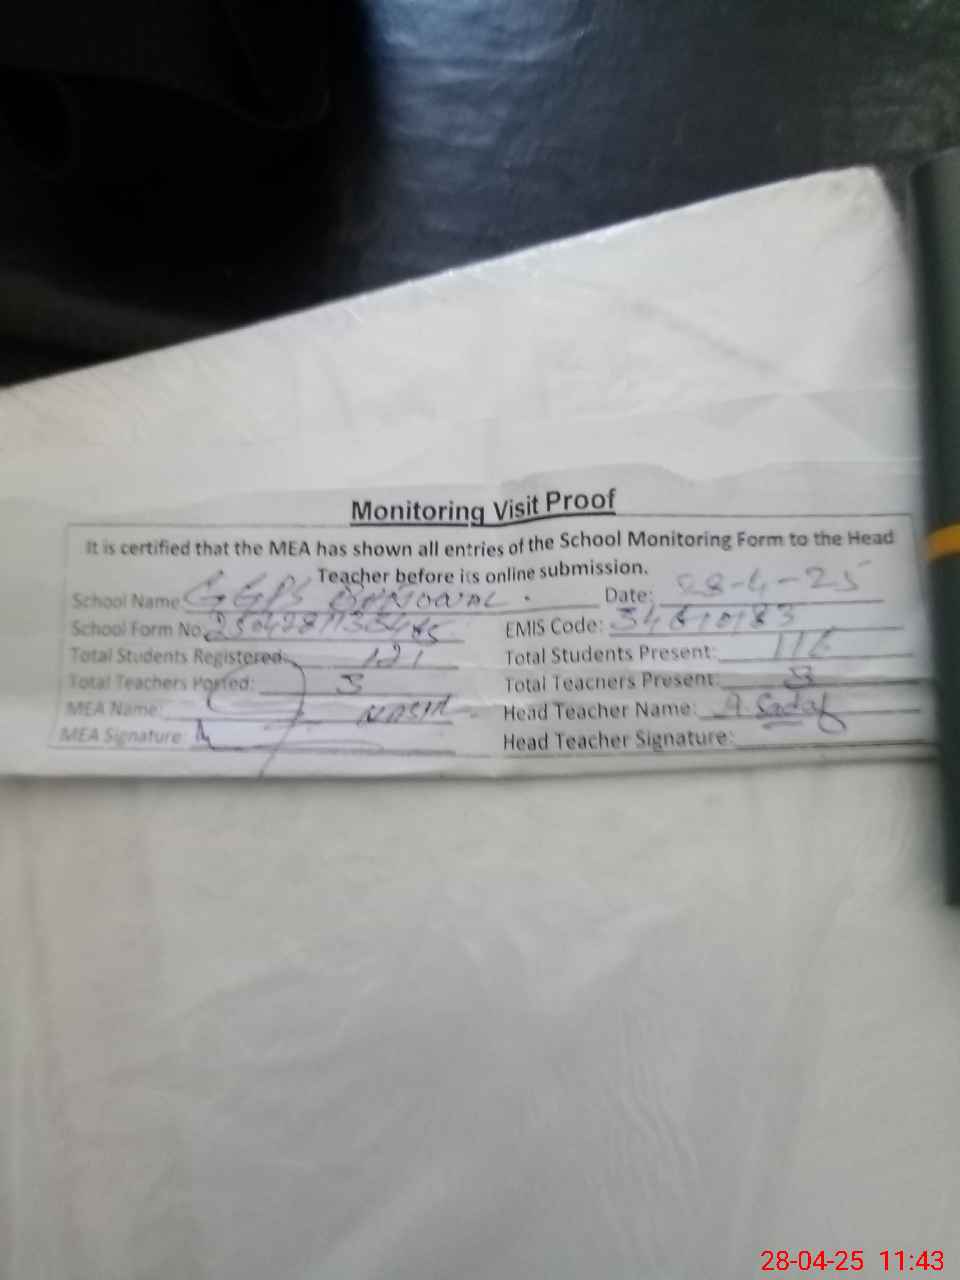 Monitoring Visit Proof
It is certified that the MEA has shown all entries of the School Monitoring Form to the Head
Teacher before its online submission.
School Name GGPS Date: 28-4-25
School Form No. EMIS Code: 34610183
Total Students Registered: 121 Total Students Present: 116
Total Teachers Posted: 3 Total Teachers Present: 3
MEA Name: NASIR Head Teacher Name: A. Sadaf
MEA Signature: Head Teacher Signature:
28-04-25 11:43